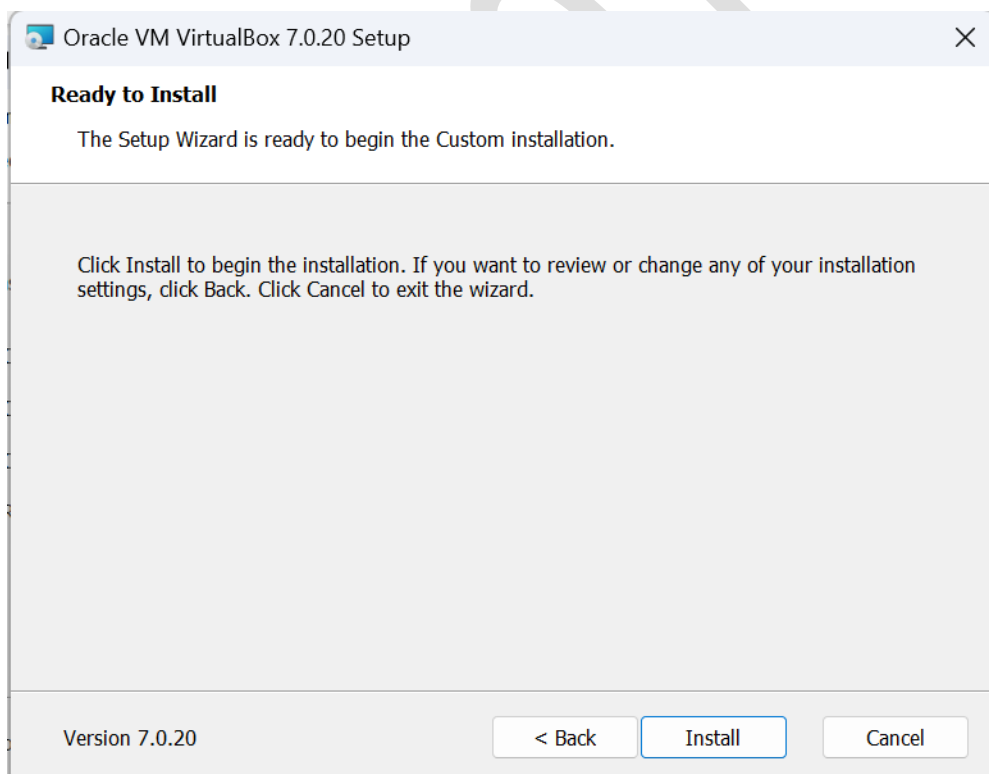 Oracle VM VirtualBox 7.0.20 Setup
Ready to Install
The Setup Wizard is ready to begin the Custom installation.
Click Install to begin the installation. If you want to review or change any of your installation
settings, click Back. Click Cancel to exit the wizard.
Version 7.0.20
< Back
Install
Cancel